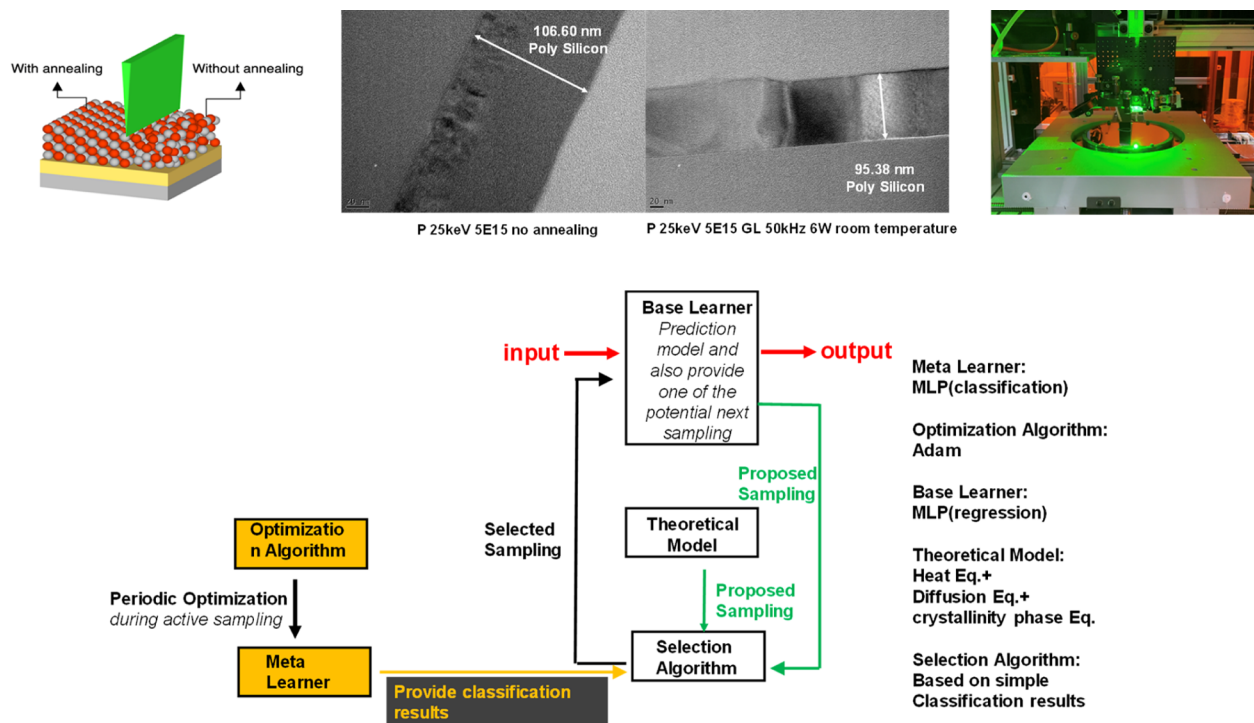 With annealing
Without annealing
106.60 nm
Poly Silicon
20 nm
95.38 nm
Poly Silicon
20 nm
P 25keV 5E15 no annealing
P 25keV 5E15 GL 50kHz 6W room temperature
Base Learner
Prediction
model and
also provide
one of the
potential next
sampling
input
output
Proposed
Sampling
Selected
Sampling
Theoretical
Model
Proposed
Sampling
Selection
Algorithm
Optimizatio
n Algorithm
Periodic Optimization
during active sampling
Meta
Learner
Provide classification
results
Meta Learner:
MLP(classification)
Optimization Algorithm:
Adam
Base Learner:
MLP(regression)
Theoretical Model:
Heat Eq.+
Diffusion Eq.+
crystallinity phase Eq.
Selection Algorithm:
Based on simple
Classification results